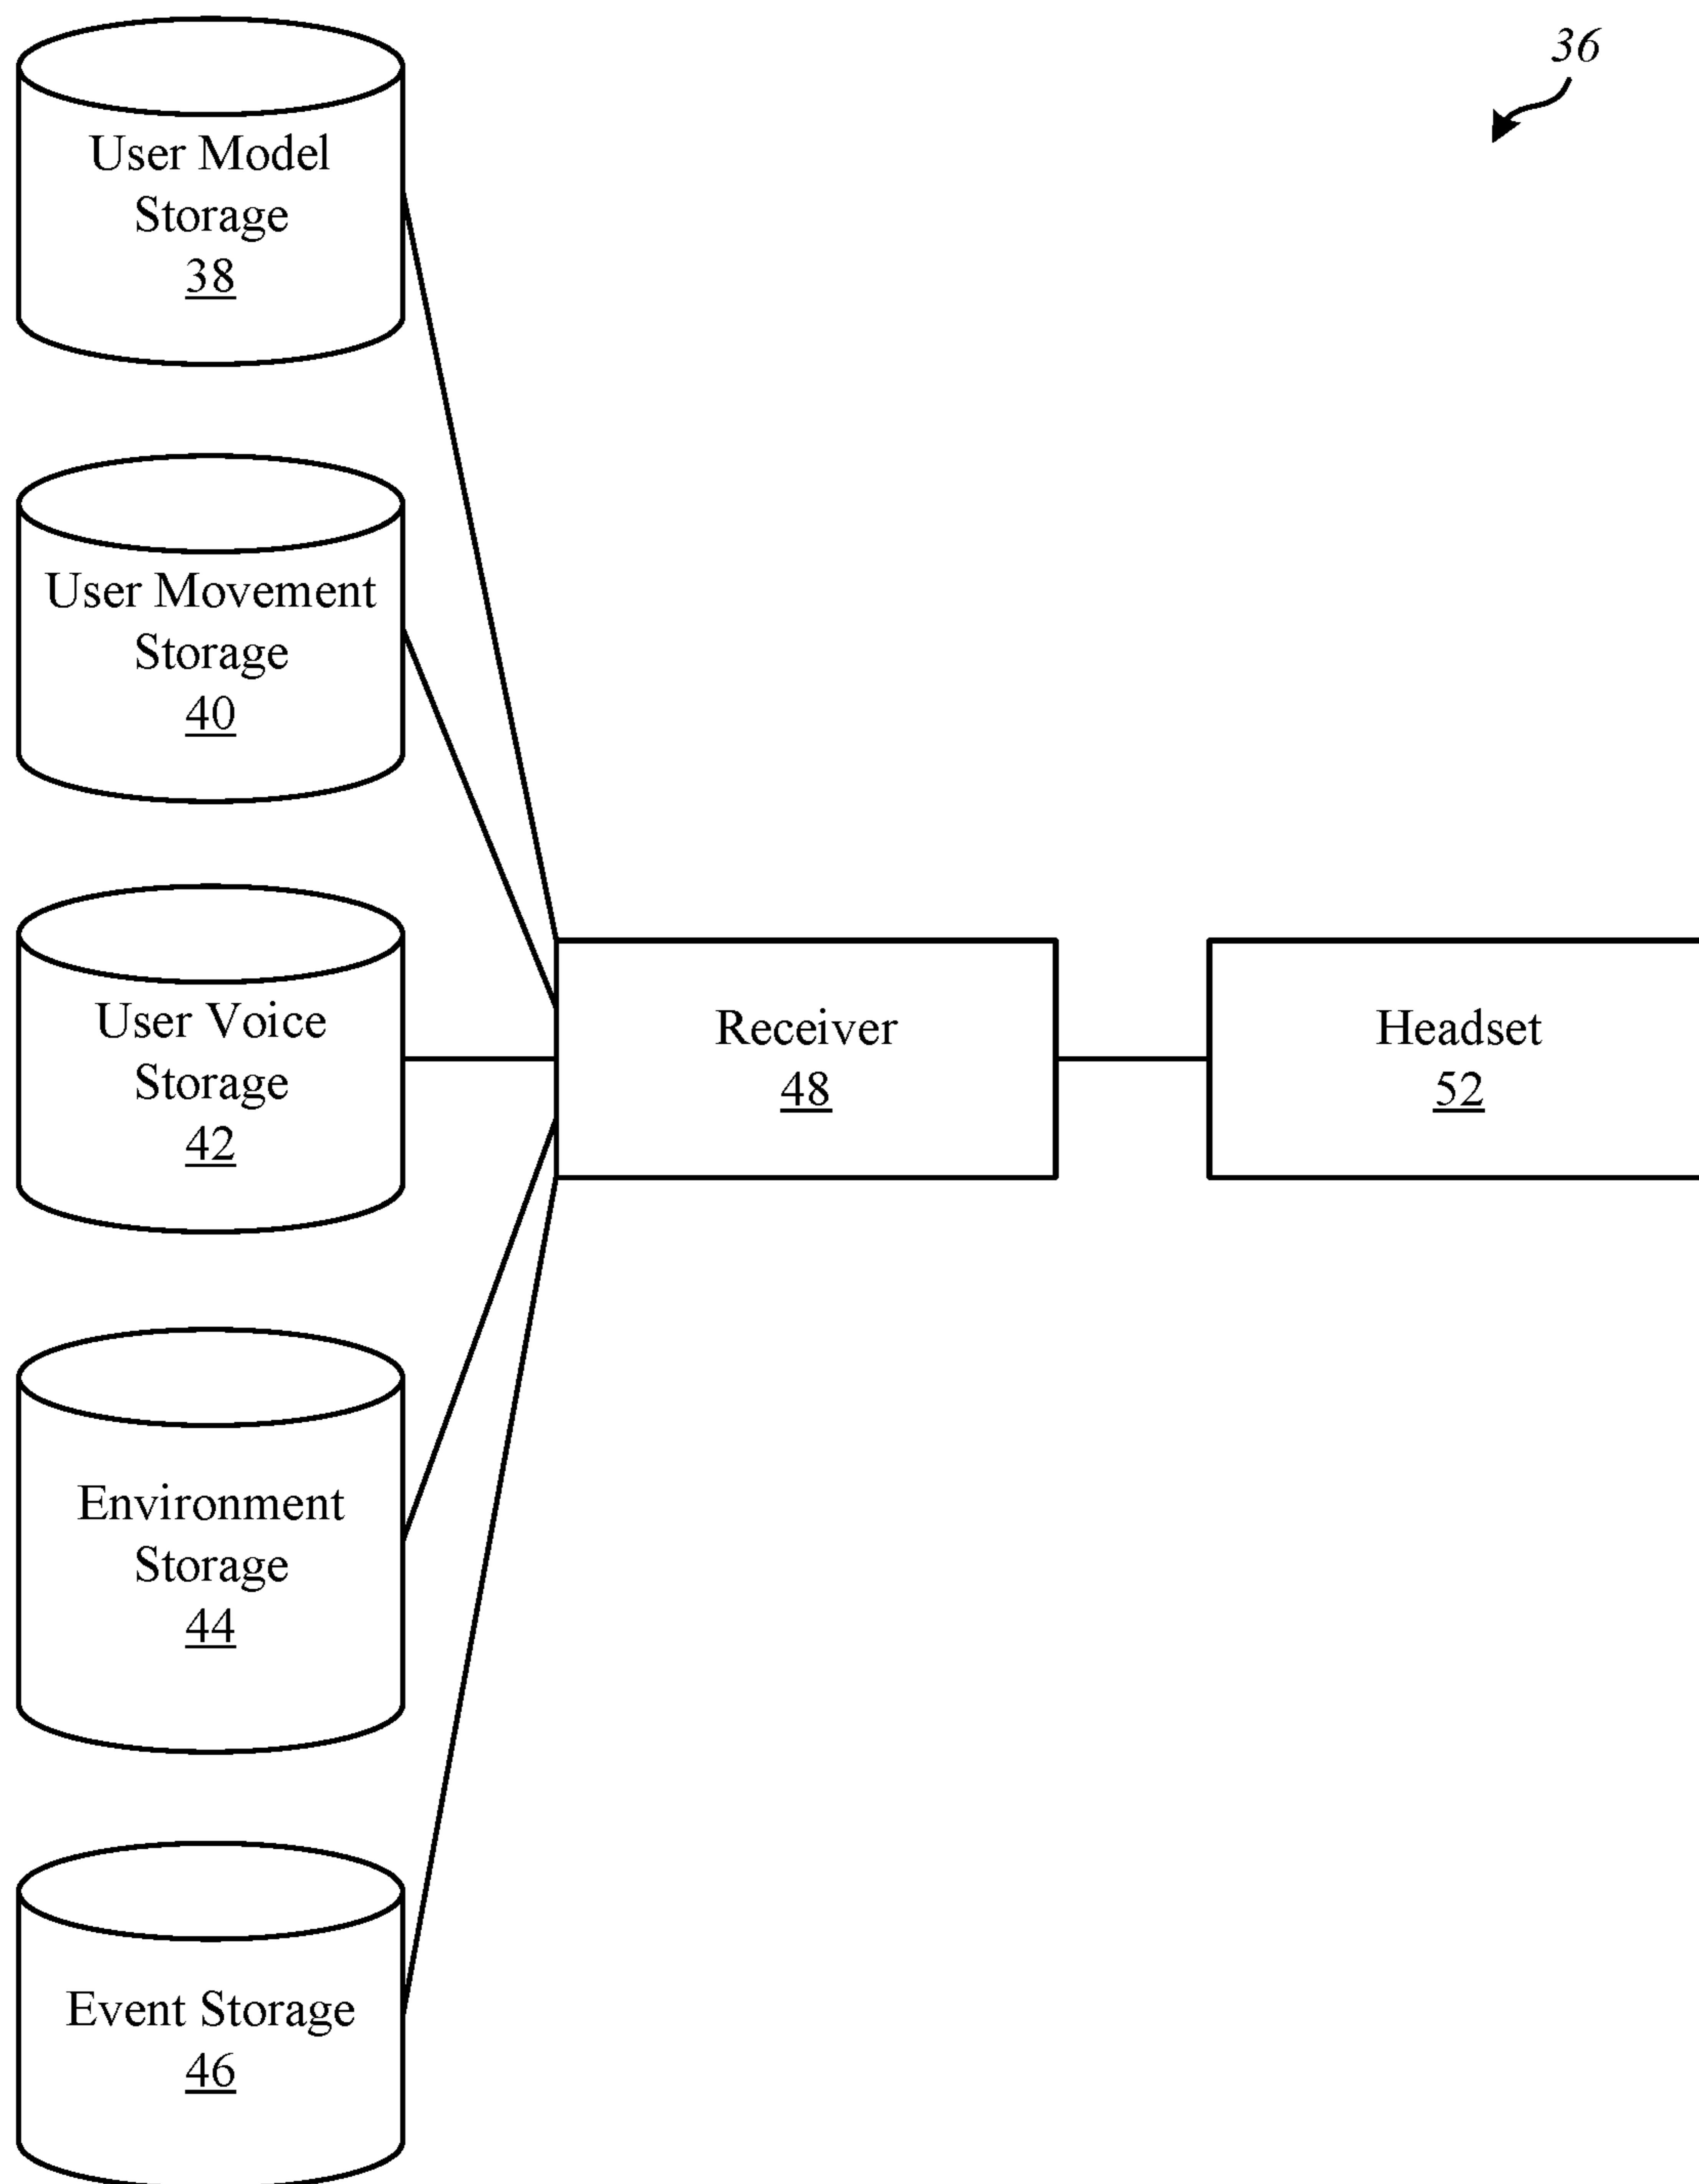 36
User Model
Storage
38
User Movement
Storage
40
User Voice
Storage
42
Receiver
48
Headset
52
Environment
Storage
44
Event Storage
46